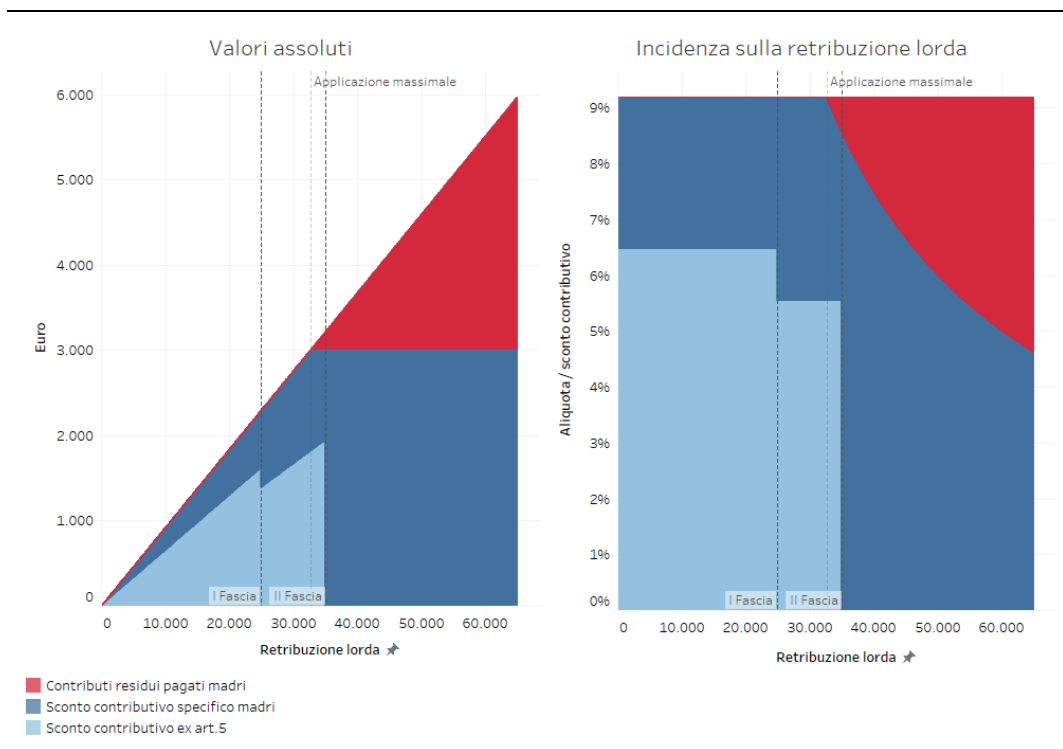 Valori assoluti
Applicazione massimale
6.000
5.000
4.000
3.000
2.000
1.000
0
Euro
I Fascia
II Fascia
0 10.000 20.000 30.000 40.000 50.000 60.000
Retribuzione lorda
Incidenza sulla retribuzione lorda
Applicazione massimale
9%
8%
7%
6%
5%
4%
3%
2%
1%
0%
Aliquota / sconto contributivo
I Fascia
II Fascia
0 10.000 20.000 30.000 40.000 50.000 60.000
Retribuzione lorda
Contributi residui pagati madri
Sconto contributivo specifico madri
Sconto contributivo ex art.5